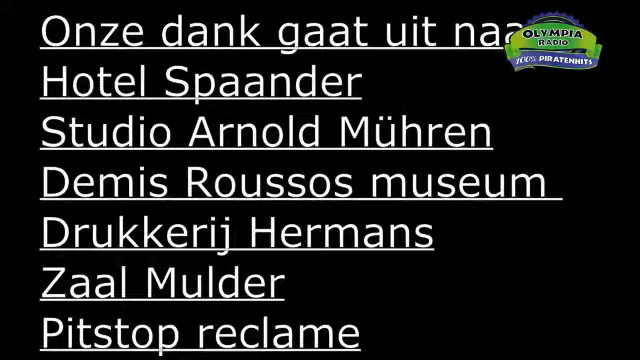 Onze dank gaat uit naa
Hotel Spaander
Studio Arnold Mühren
Demis Roussos museum
Drukkerij Hermans
Zaal Mulder
Pitstop reclame
OLYMPIA
RADIO
100% PIRATENHITS